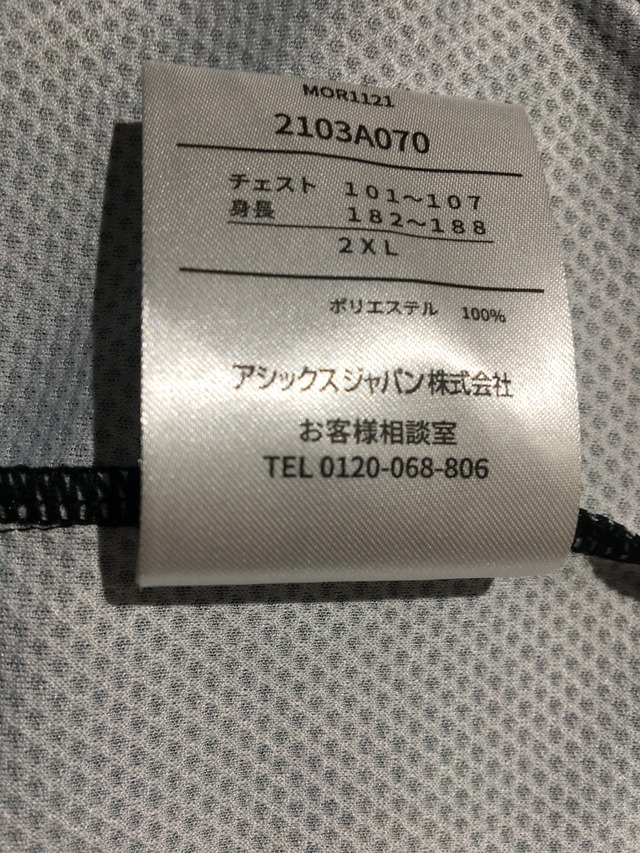 MOR1121
2103A070
チェスト 101〜107
身長 182〜188
2XL
ポリエステル 100%
アシックスジャパン株式会社
お客様相談室
TEL 0120-068-806